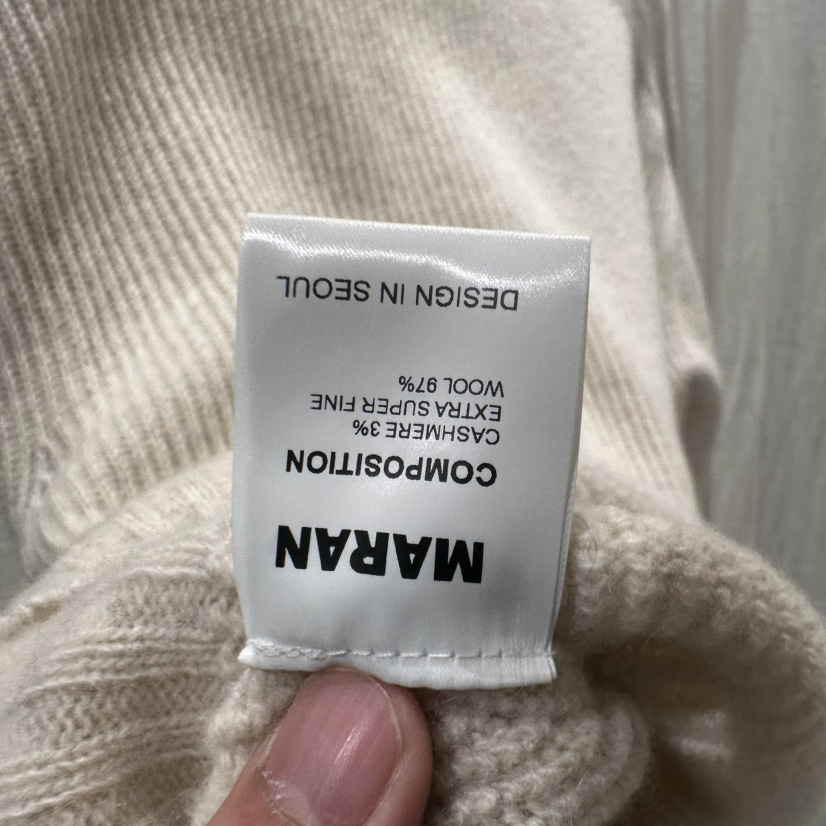 MARAN
COMPOSITION
CASHMERE 3%
EXTRA SUPER FINE
WOOL 97%
DESIGN IN SEOUL